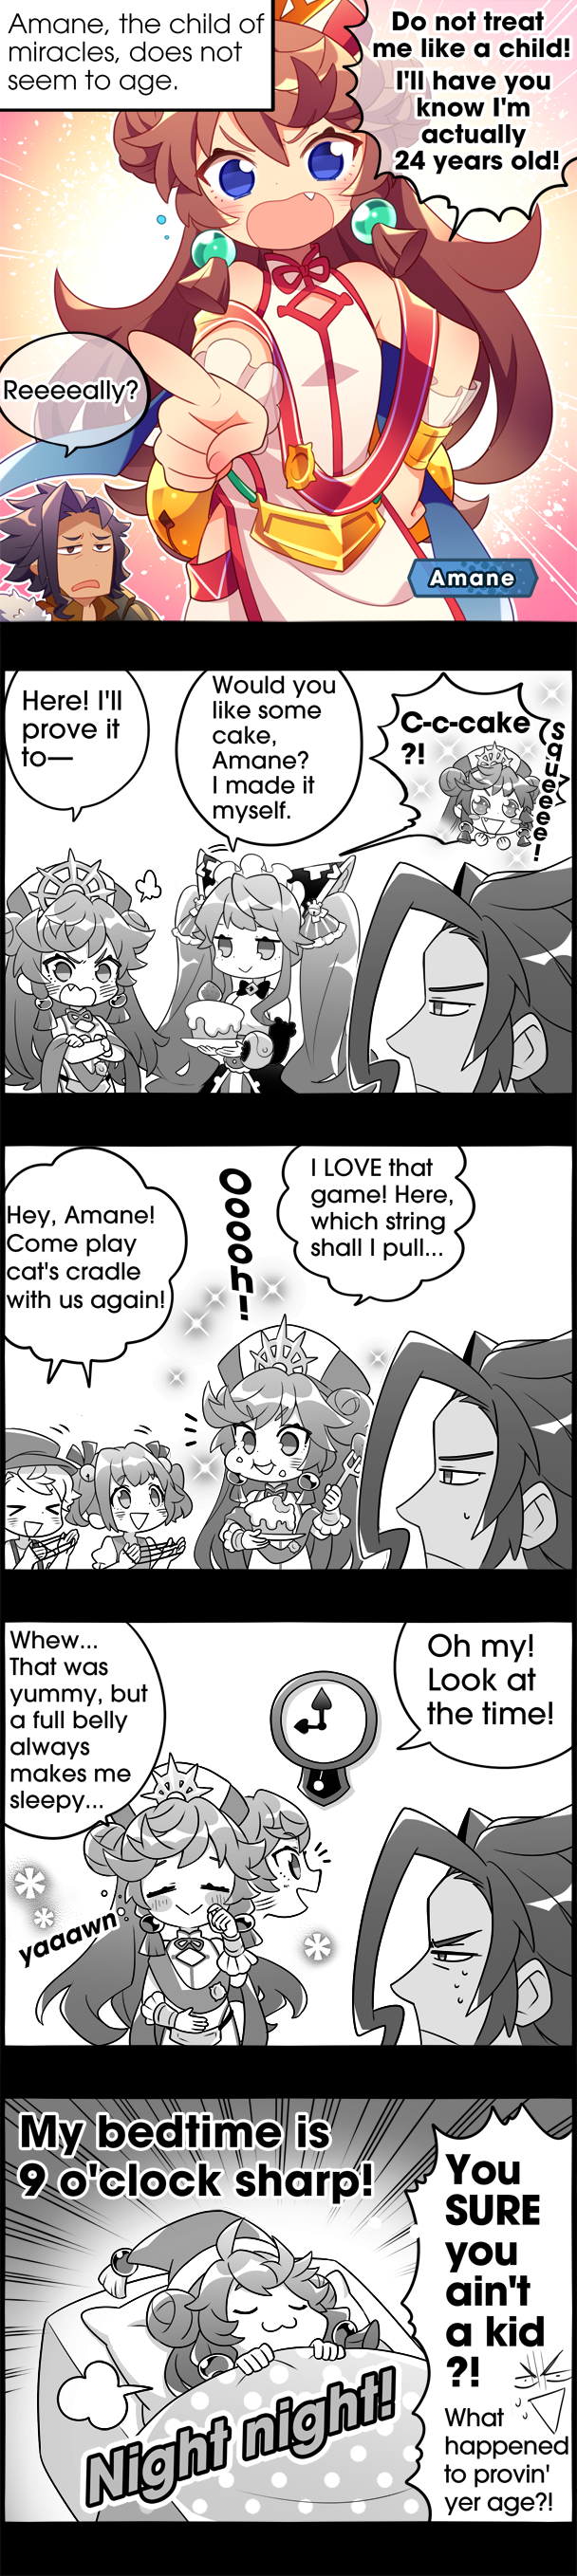 Amane, the child of
miracles, does not
seem to age.
Do not treat
me like a child!
I'll have you
know I'm
actually
24 years old!
Reeeeally?
Amane
Here! I'll
prove it
to—
Would you
like some
cake,
Amane?
I made it
myself.
C-c-cake
?!
Squeeeee!
Hey, Amane!
Come play
cat's cradle
with us again!
Ooooh!
I LOVE that
game! Here,
which string
shall I pull...
Whew...
That was
yummy, but
a full belly
always
makes me
sleepy...
yaaawn
Oh my!
Look at
the time!
My bedtime is
9 o'clock sharp!
Night night!
You
SURE
you
ain't
a kid
?!
What
happened
to provin'
yer age?!